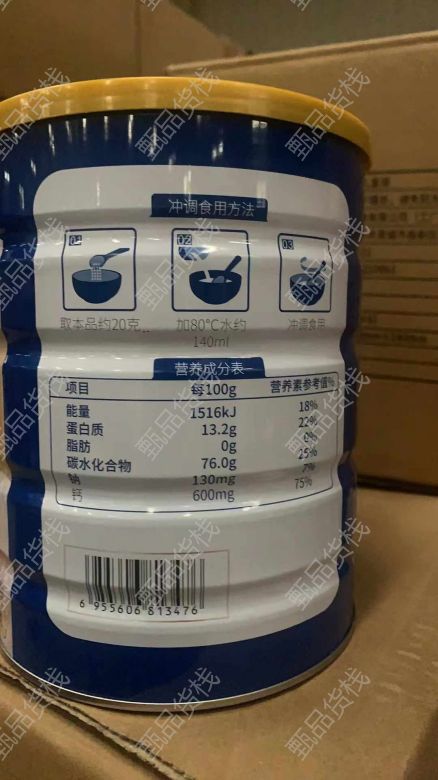 冲调食用方法
01 02 03
取本品约20克 加80°C水约 冲调食用
140ml
营养成分表
项目 每100g 营养素参考值%
能量 1516kJ 18%
蛋白质 13.2g 22%
脂肪 0g 0%
碳水化合物 76.0g 25%
钠 130mg 7%
钙 600mg 75%
6 955606 813476
甄品货栈